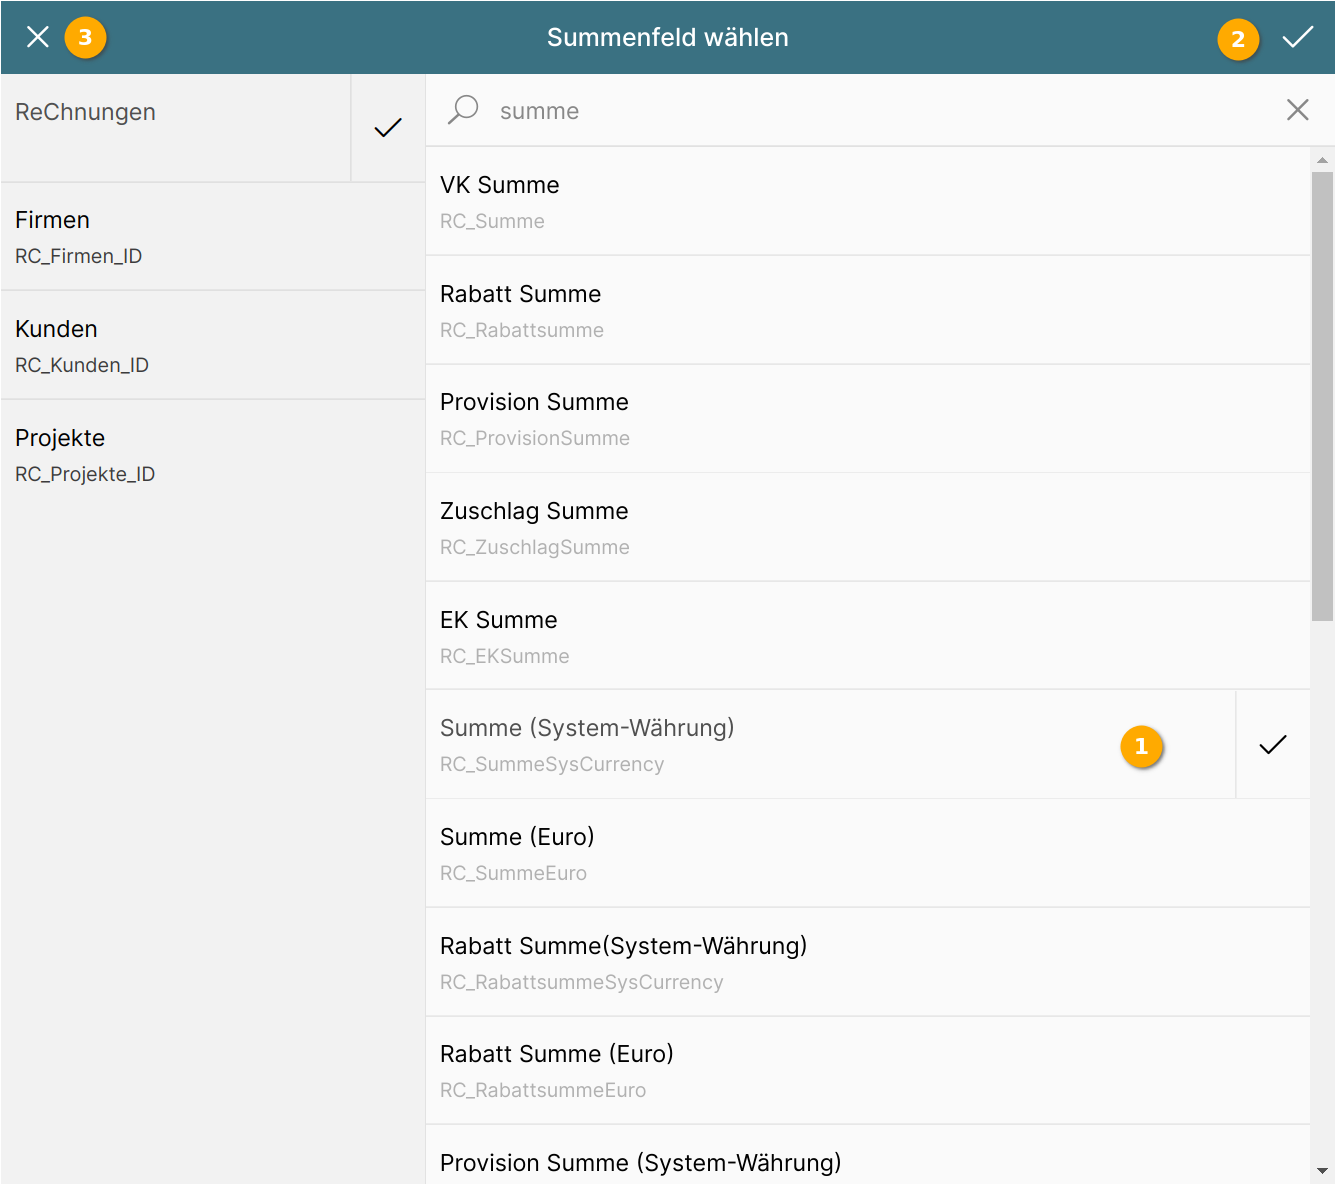 3
Summenfeld wählen
2
ReChnungen
Firmen
RC_Firmen_ID
Kunden
RC_Kunden_ID
Projekte
RC_Projekte_ID
summe
VK Summe
RC_Summe
Rabatt Summe
RC_Rabattsumme
Provision Summe
RC_ProvisionSumme
Zuschlag Summe
RC_ZuschlagSumme
EK Summe
RC_EKSumme
Summe (System-Währung)
RC_SummeSysCurrency
1
Summe (Euro)
RC_SummeEuro
Rabatt Summe(System-Währung)
RC_RabattsummeSysCurrency
Rabatt Summe (Euro)
RC_RabattsummeEuro
Provision Summe (System-Währung)